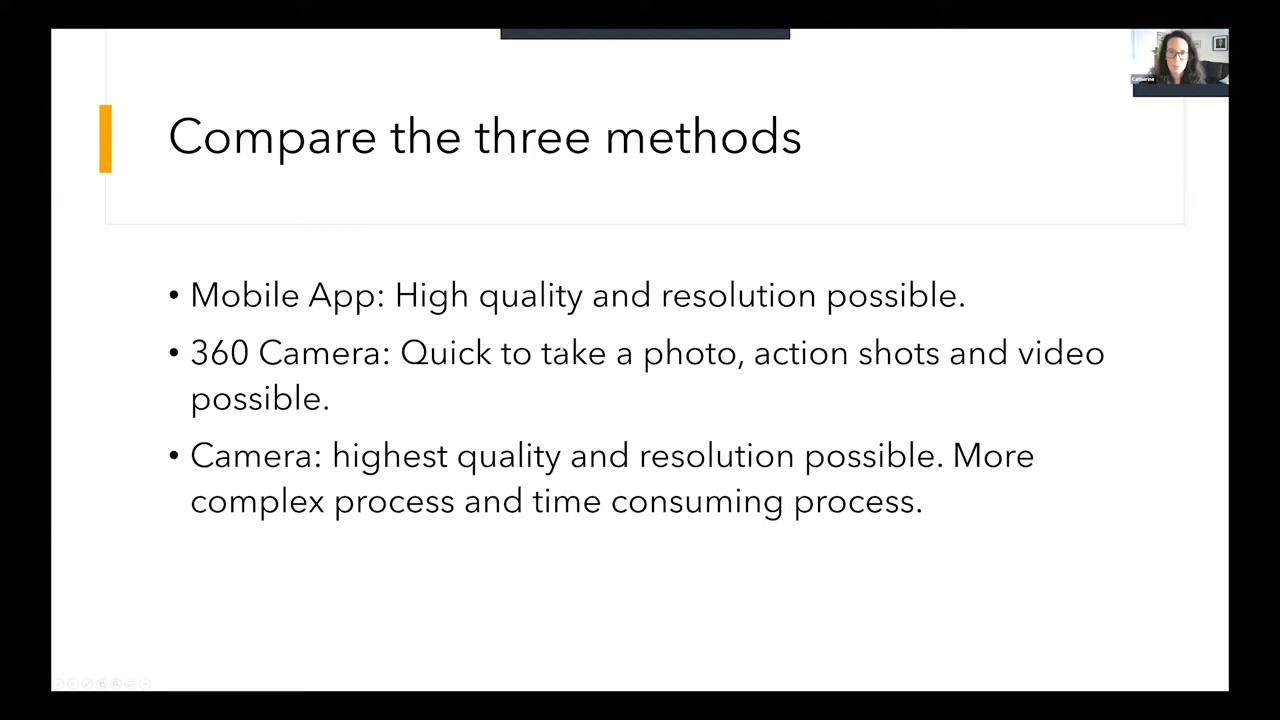 Catherine
Compare the three methods
• Mobile App: High quality and resolution possible.
• 360 Camera: Quick to take a photo, action shots and video
possible.
• Camera: highest quality and resolution possible. More
complex process and time consuming process.